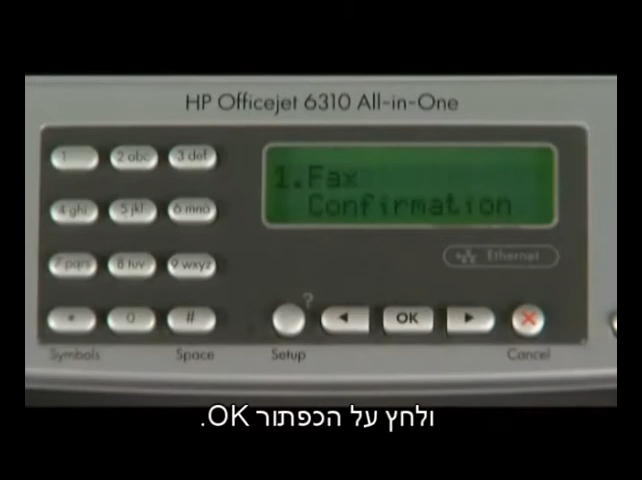 HP Officejet 6310 All-in-One
1 2 abc 3 def
4 ghi 5 jkl 6 mno
7 pqrs 8 tuv 9 wxyz
* 0 #
Symbols Space
1.Fax
Confirmation
Ethernet
?
OK
Setup Cancel
ולחץ על הכפתור OK.